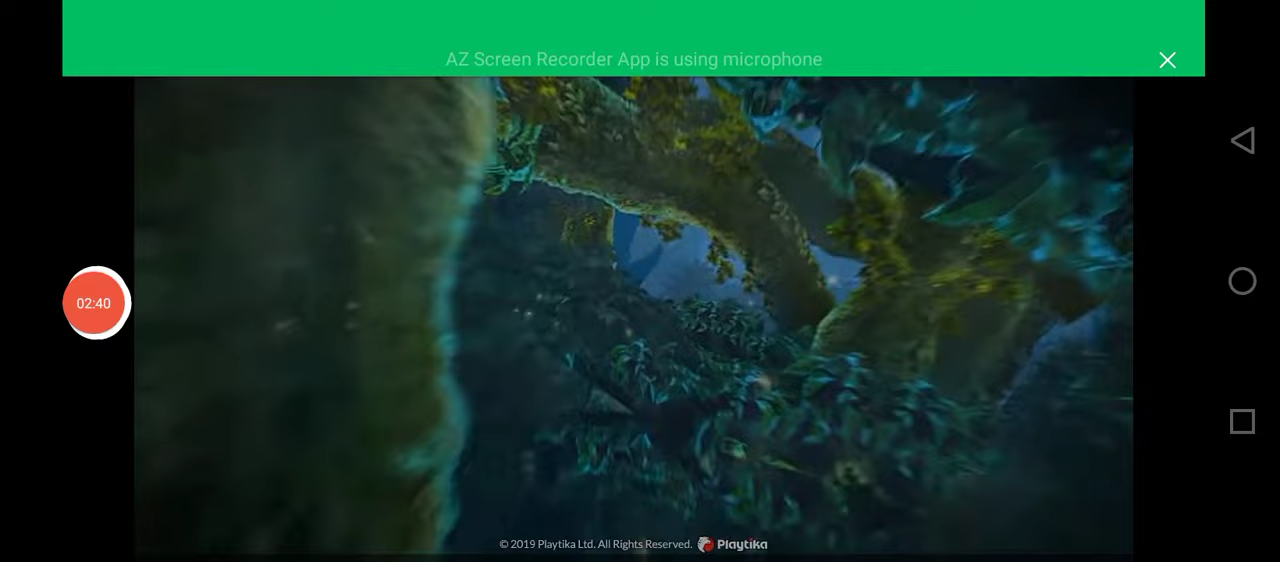 AZ Screen Recorder App is using microphone
02:40
© 2019 Playtika Ltd. All Rights Reserved. Playtika